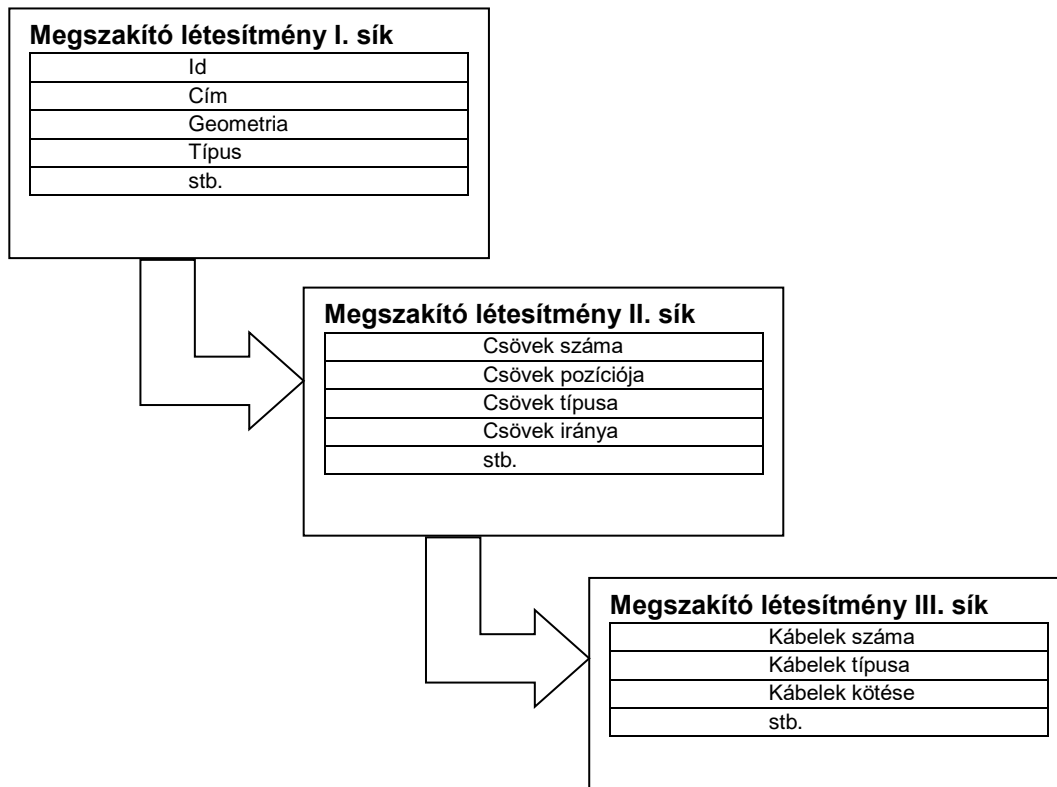 Megszakító létesítmény I. sík
Id
Cím
Geometria
Típus
stb.
Megszakító létesítmény II. sík
Csövek száma
Csövek pozíciója
Csövek típusa
Csövek iránya
stb.
Megszakító létesítmény III. sík
Kábelek száma
Kábelek típusa
Kábelek kötése
stb.